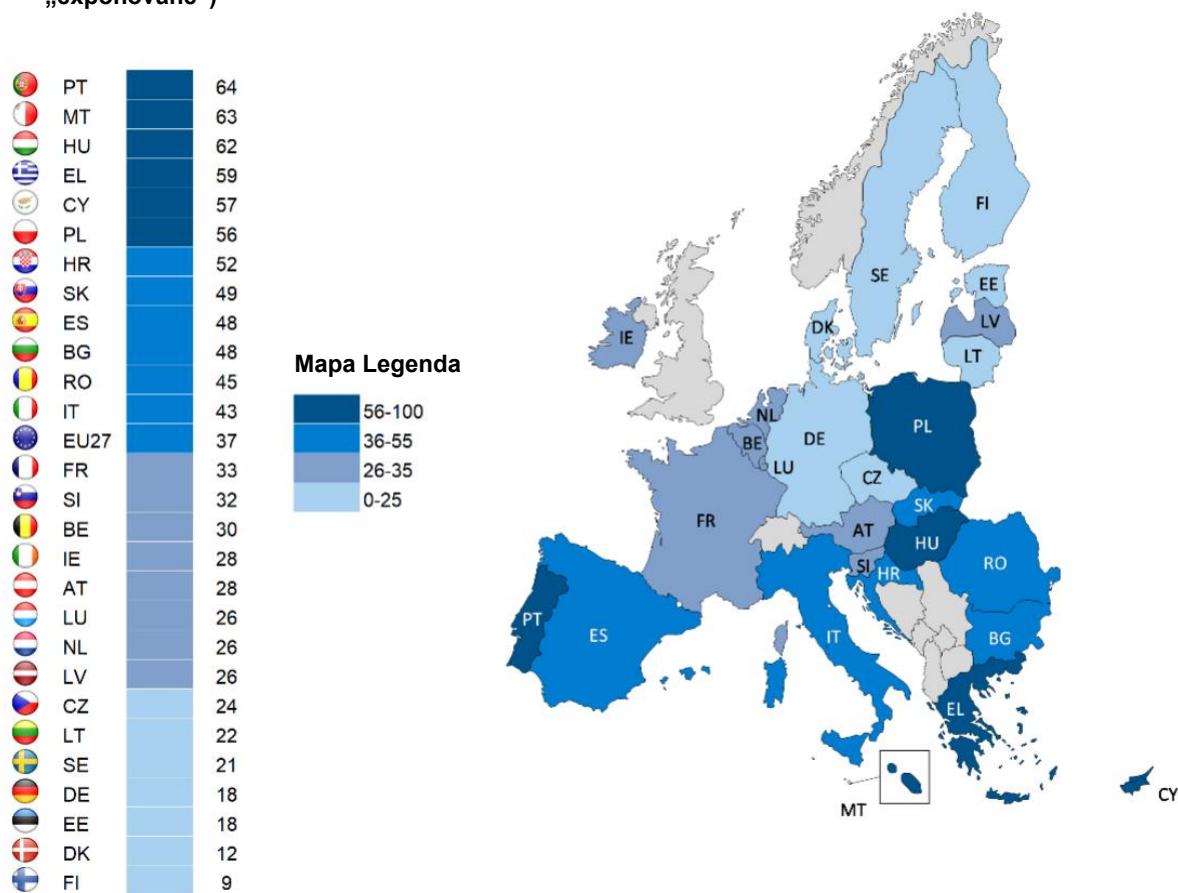 „exponované“)
PT 64
MT 63
HU 62
EL 59
CY 57
PL 56
HR 52
SK 49
ES 48
BG 48
RO 45
IT 43
EU27 37
FR 33
SI 32
BE 30
IE 28
AT 28
LU 26
NL 26
LV 26
CZ 24
LT 22
SE 21
DE 18
EE 18
DK 12
FI 9
Mapa Legenda
56-100
36-55
26-35
0-25
FI
SE
EE
LV
LT
DK
IE
NL
BE
LU
DE
PL
CZ
SK
FR
AT
HU
SI
HR
RO
PT
ES
IT
BG
EL
MT
CY